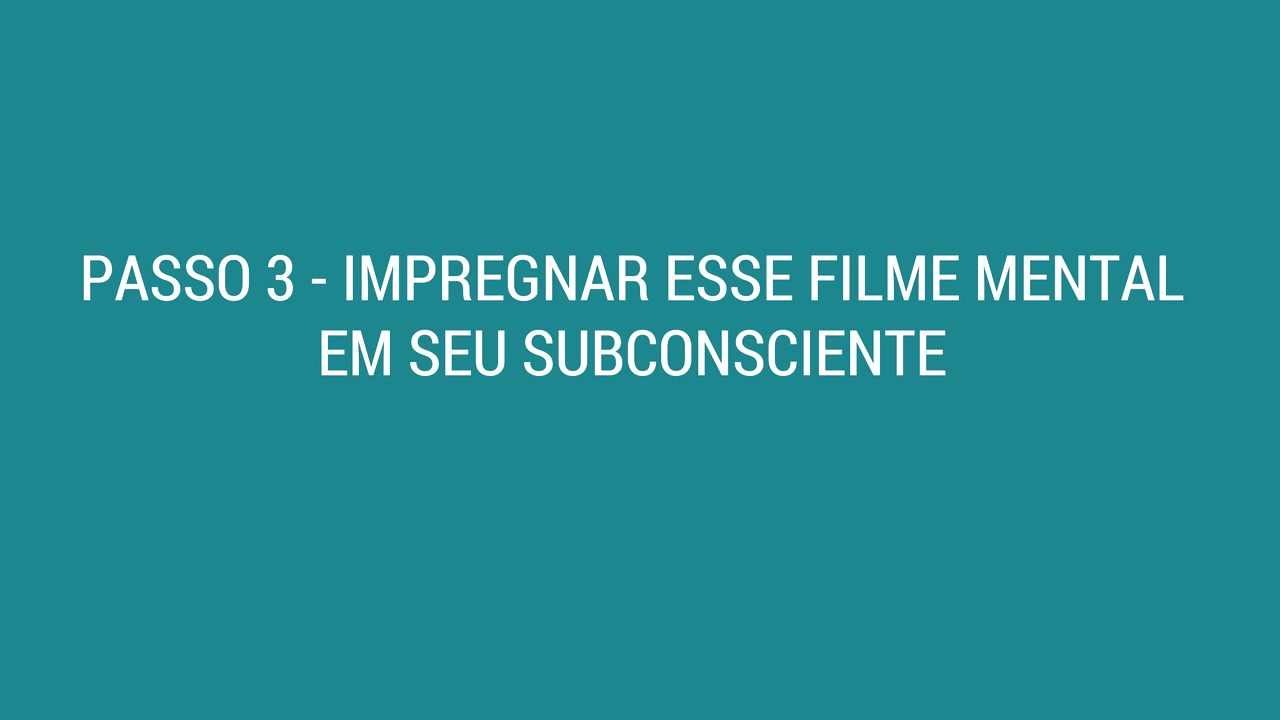 PASSO 3 - IMPREGNAR ESSE FILME MENTAL
EM SEU SUBCONSCIENTE